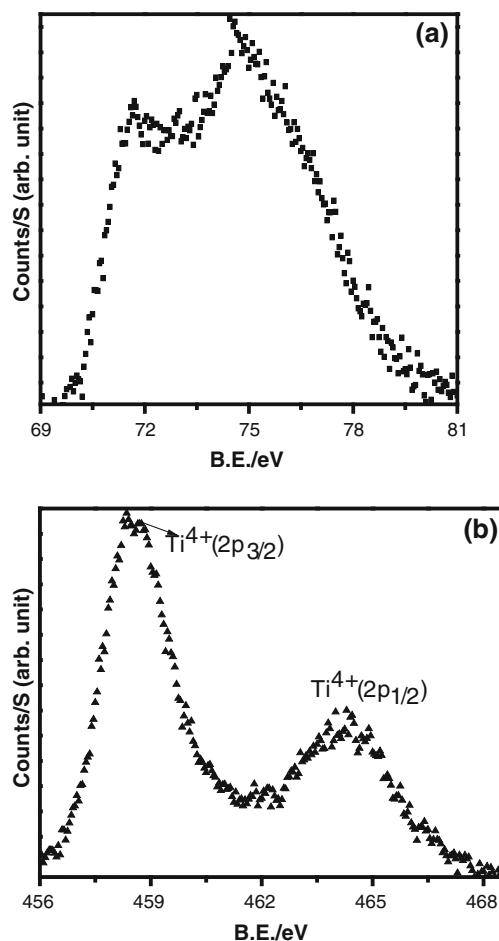 (a)
Counts/S (arb. unit)
69 72 75 78 81
B.E./eV
(b)
Ti⁴⁺(2p₃/₂)
Ti⁴⁺(2p₁/₂)
Counts/S (arb. unit)
456 459 462 465 468
B.E./eV